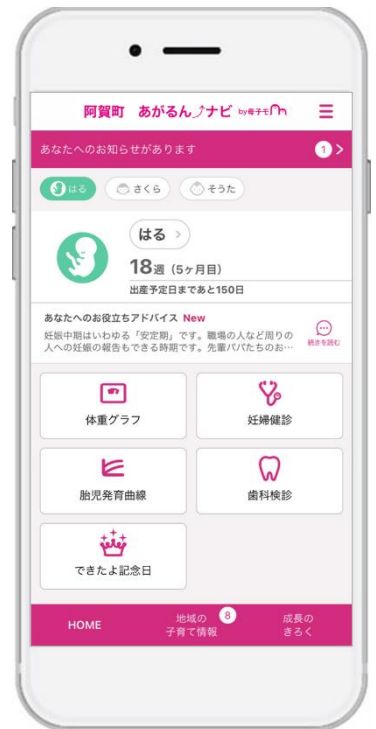 阿賀町 あがるん⤴ナビ by母子モ
あなたへのお知らせがあります 1 >
はる さくら そうた
はる >
18週 (5ヶ月目)
出産予定日まであと150日
あなたへのお役立ちアドバイス New
妊娠中期はいわゆる「安定期」です。職場の人など周りの
人への妊娠の報告もできる時期です。先輩パパたちのお…
続きを読む
体重グラフ 妊婦健診
胎児発育曲線 歯科検診
できたよ記念日
HOME 地域の 8 成長の
子育て情報 きろく